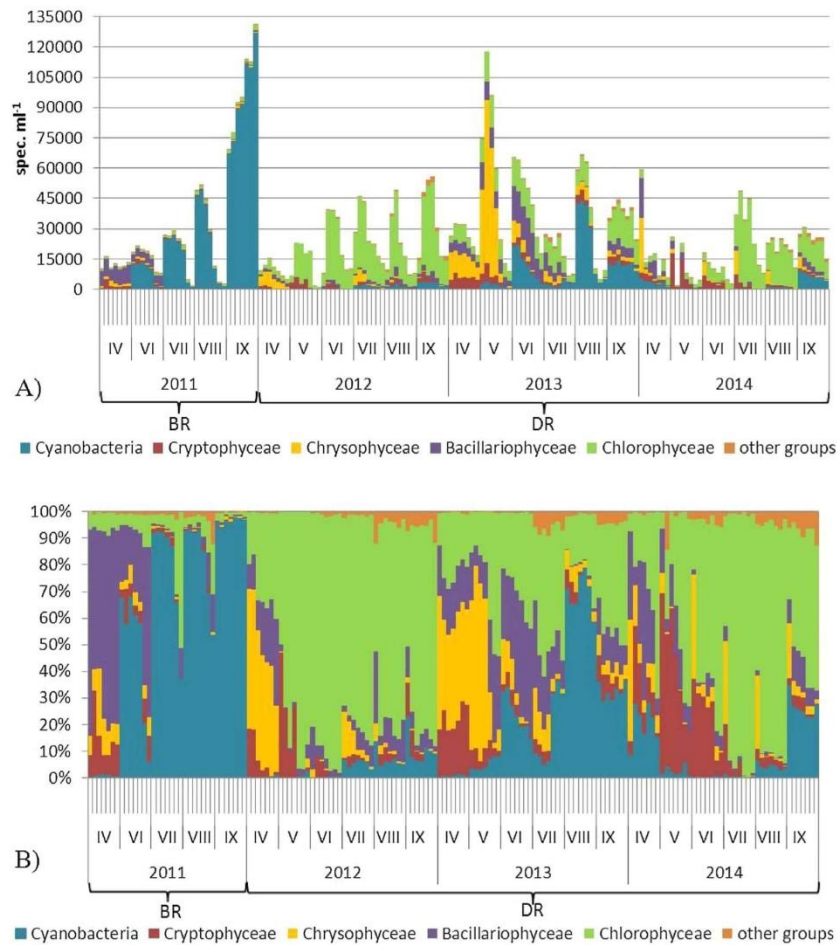 135000
120000
105000
90000
75000
60000
45000
30000
15000
0
spec. ml-1
IV VI VII VIII IX IV V VI VII VIII IX IV V VI VII VIII IX IV V VI VII VIII IX
2011 2012 2013 2014
A)
BR DR
Cyanobacteria Cryptophyceae Chrysophyceae Bacillariophyceae Chlorophyceae other groups
100%
90%
80%
70%
60%
50%
40%
30%
20%
10%
0%
IV VI VII VIII IX IV V VI VII VIII IX IV V VI VII VIII IX IV V VI VII VIII IX
2011 2012 2013 2014
B)
BR DR
Cyanobacteria Cryptophyceae Chrysophyceae Bacillariophyceae Chlorophyceae other groups